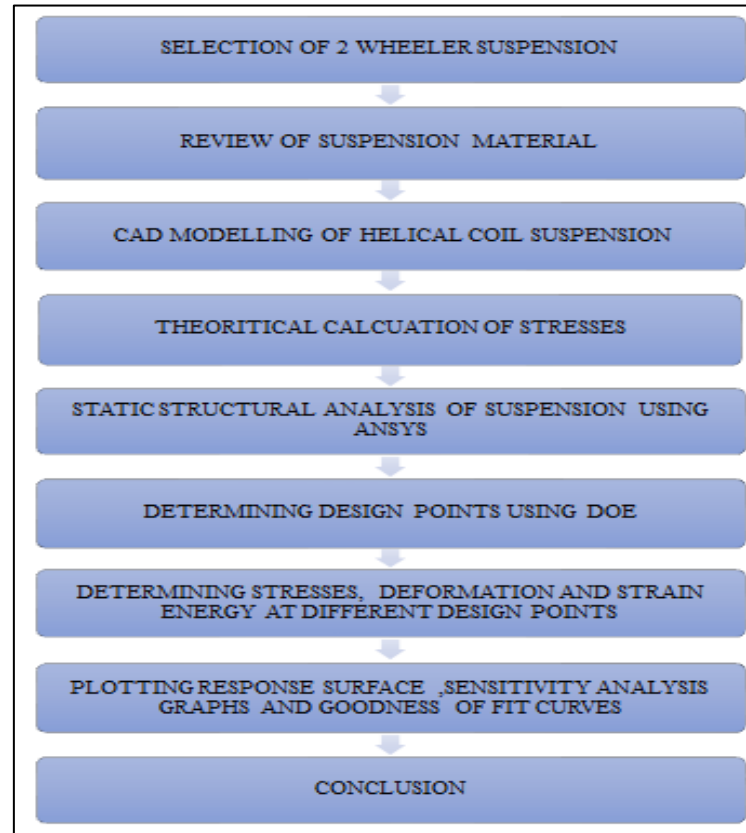 SELECTION OF 2 WHEELER SUSPENSION
REVIEW OF SUSPENSION MATERIAL
CAD MODELLING OF HELICAL COIL SUSPENSION
THEORITICAL CALCUATION OF STRESSES
STATIC STRUCTURAL ANALYSIS OF SUSPENSION USING
ANSYS
DETERMINING DESIGN POINTS USING DOE
DETERMINING STRESSES, DEFORMATION AND STRAIN
ENERGY AT DIFFERENT DESIGN POINTS
PLOTTING RESPONSE SURFACE ,SENSITIVITY ANALYSIS
GRAPHS AND GOODNESS OF FIT CURVES
CONCLUSION